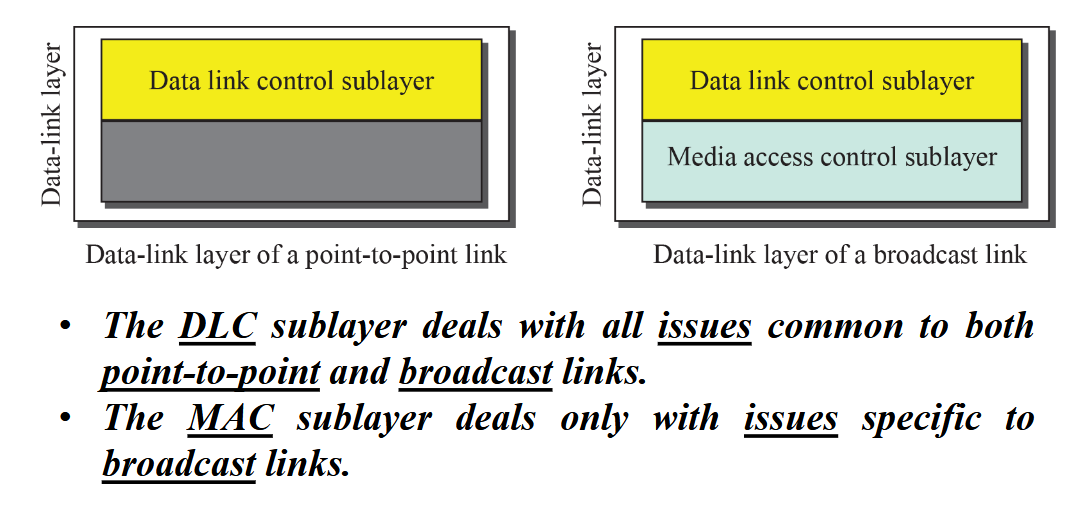 Data-link layer
Data link control sublayer
Data-link layer of a point-to-point link
Data-link layer
Data link control sublayer
Media access control sublayer
Data-link layer of a broadcast link
• The DLC sublayer deals with all issues common to both
point-to-point and broadcast links.
• The MAC sublayer deals only with issues specific to
broadcast links.